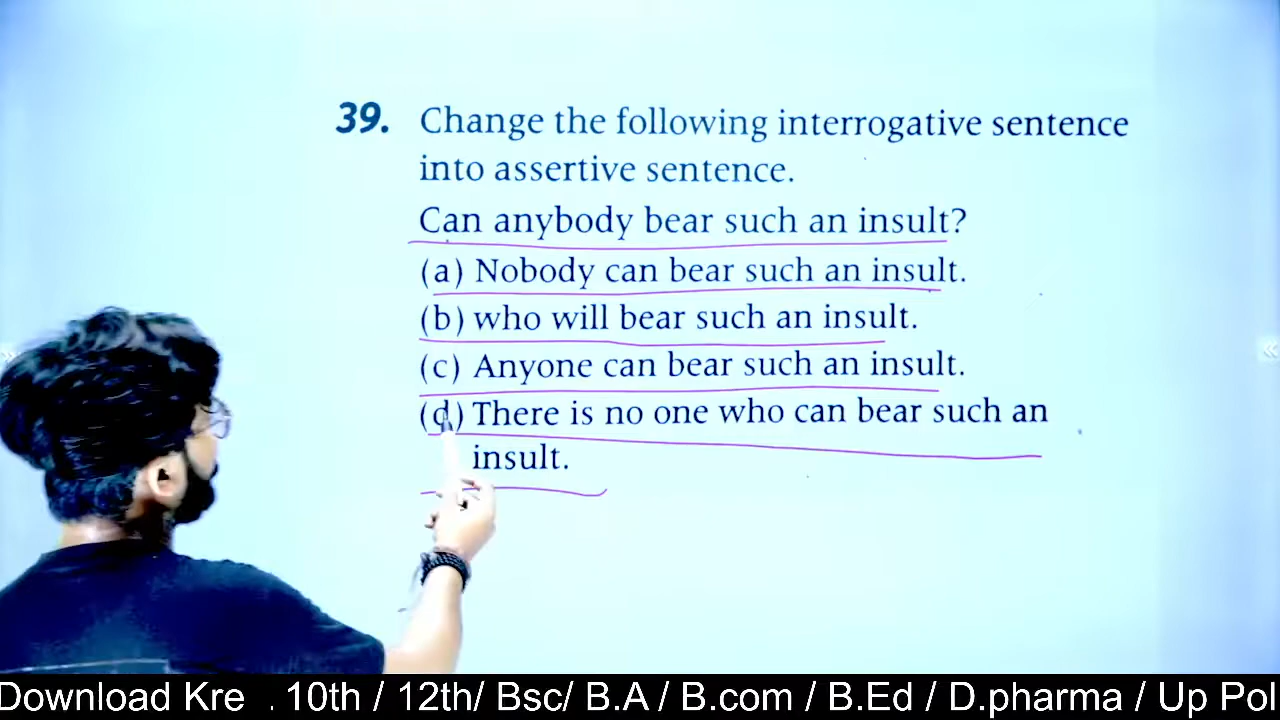 39. Change the following interrogative sentence
into assertive sentence.
Can anybody bear such an insult?
(a) Nobody can bear such an insult.
(b) who will bear such an insult.
(c) Anyone can bear such an insult.
(d) There is no one who can bear such an
insult.
Download Kre . 10th / 12th/ Bsc/ B.A / B.com / B.Ed / D.pharma / Up Pol